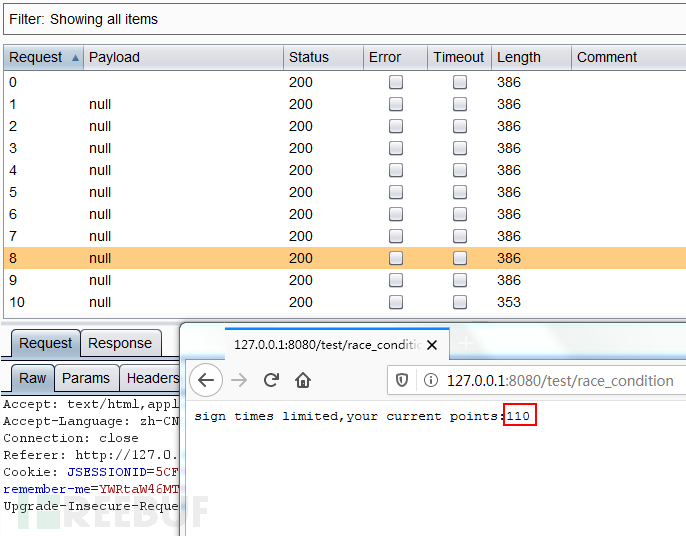 Filter: Showing all items
Request Payload Status Error Timeout Length Comment
0 200 386
1 null 200 386
2 null 200 386
3 null 200 386
4 null 200 386
5 null 200 386
6 null 200 386
7 null 200 386
8 null 200 386
9 null 200 386
10 null 200 353
Request Response
Raw Params Headers
127.0.0.1:8080/test/race_conditic
127.0.0.1:8080/test/race_condition
sign times limited,your current points:110
Accept: text/html,appl
Accept-Language: zh-CN
Connection: close
Referer: http://127.0.
Cookie: JSESSIONID=5CF
remember-me=YWRtaW46MT
Upgrade-Insecure-Reque
REEBUF